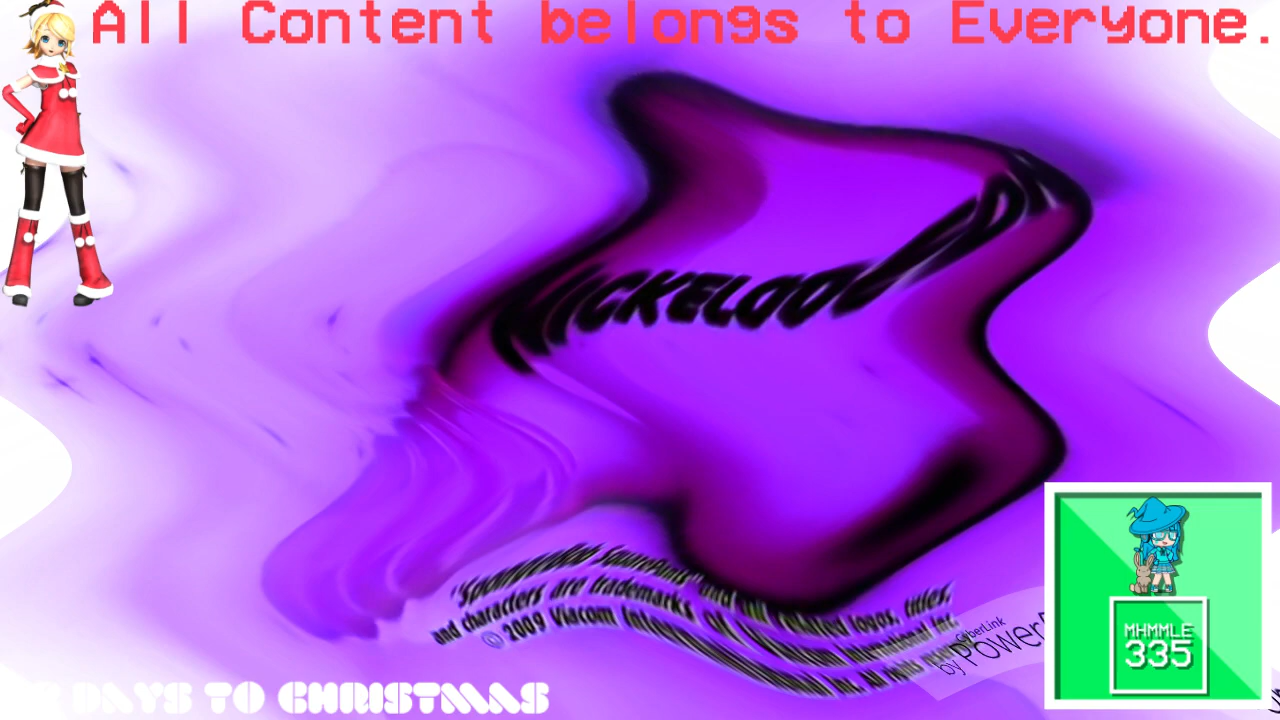 All Content belongs to Everyone.
NICKELODEON
"SpongeBob SquarePants" and all related logos, titles,
and characters are trademarks of Viacom International Inc.
© 2009 Viacom International Inc. All rights
CyberLink
by PowerD
MHMMLE
335
DAYS TO CHRISTMAS